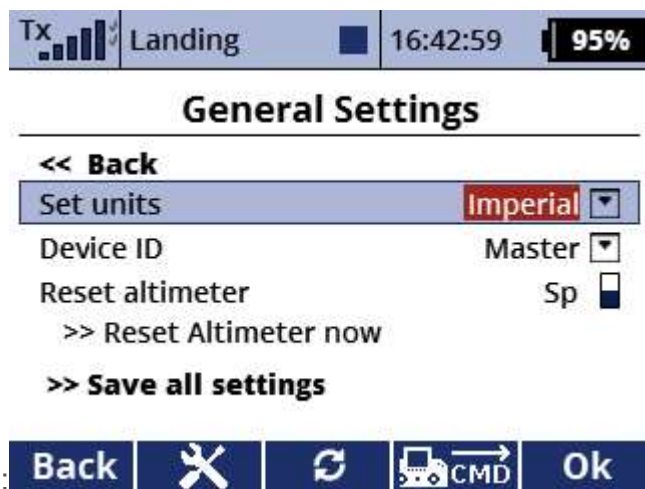 Tx Landing 16:42:59 95%
General Settings
<< Back
Set units Imperial
Device ID Master
Reset altimeter Sp
>> Reset Altimeter now
>> Save all settings
Back CMD Ok